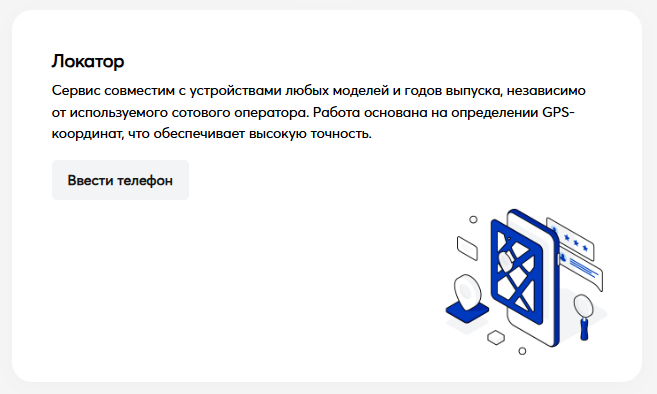 Локатор
Сервис совместим с устройствами любых моделей и годов выпуска, независимо
от используемого сотового оператора. Работа основана на определении GPS-
координат, что обеспечивает высокую точность.
Ввести телефон